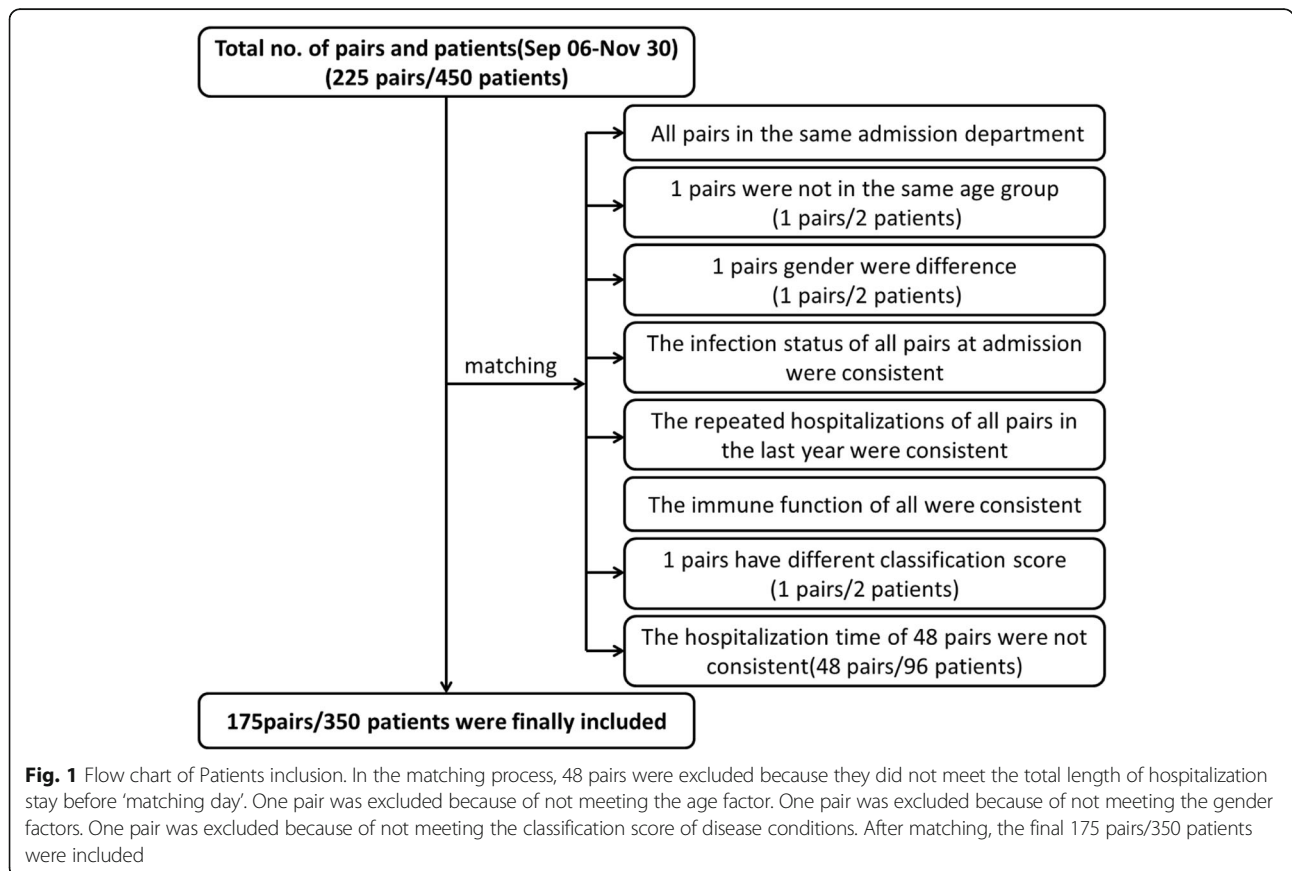 Total no. of pairs and patients(Sep 06-Nov 30)
(225 pairs/450 patients)
All pairs in the same admission department
1 pairs were not in the same age group
(1 pairs/2 patients)
1 pairs gender were difference
(1 pairs/2 patients)
The infection status of all pairs at admission
were consistent
matching
The repeated hospitalizations of all pairs in
the last year were consistent
The immune function of all were consistent
1 pairs have different classification score
(1 pairs/2 patients)
The hospitalization time of 48 pairs were not
consistent(48 pairs/96 patients)
175pairs/350 patients were finally included
Fig. 1 Flow chart of Patients inclusion. In the matching process, 48 pairs were excluded because they did not meet the total length of hospitalization
stay before ‘matching day’. One pair was excluded because of not meeting the age factor. One pair was excluded because of not meeting the gender
factors. One pair was excluded because of not meeting the classification score of disease conditions. After matching, the final 175 pairs/350 patients
were included